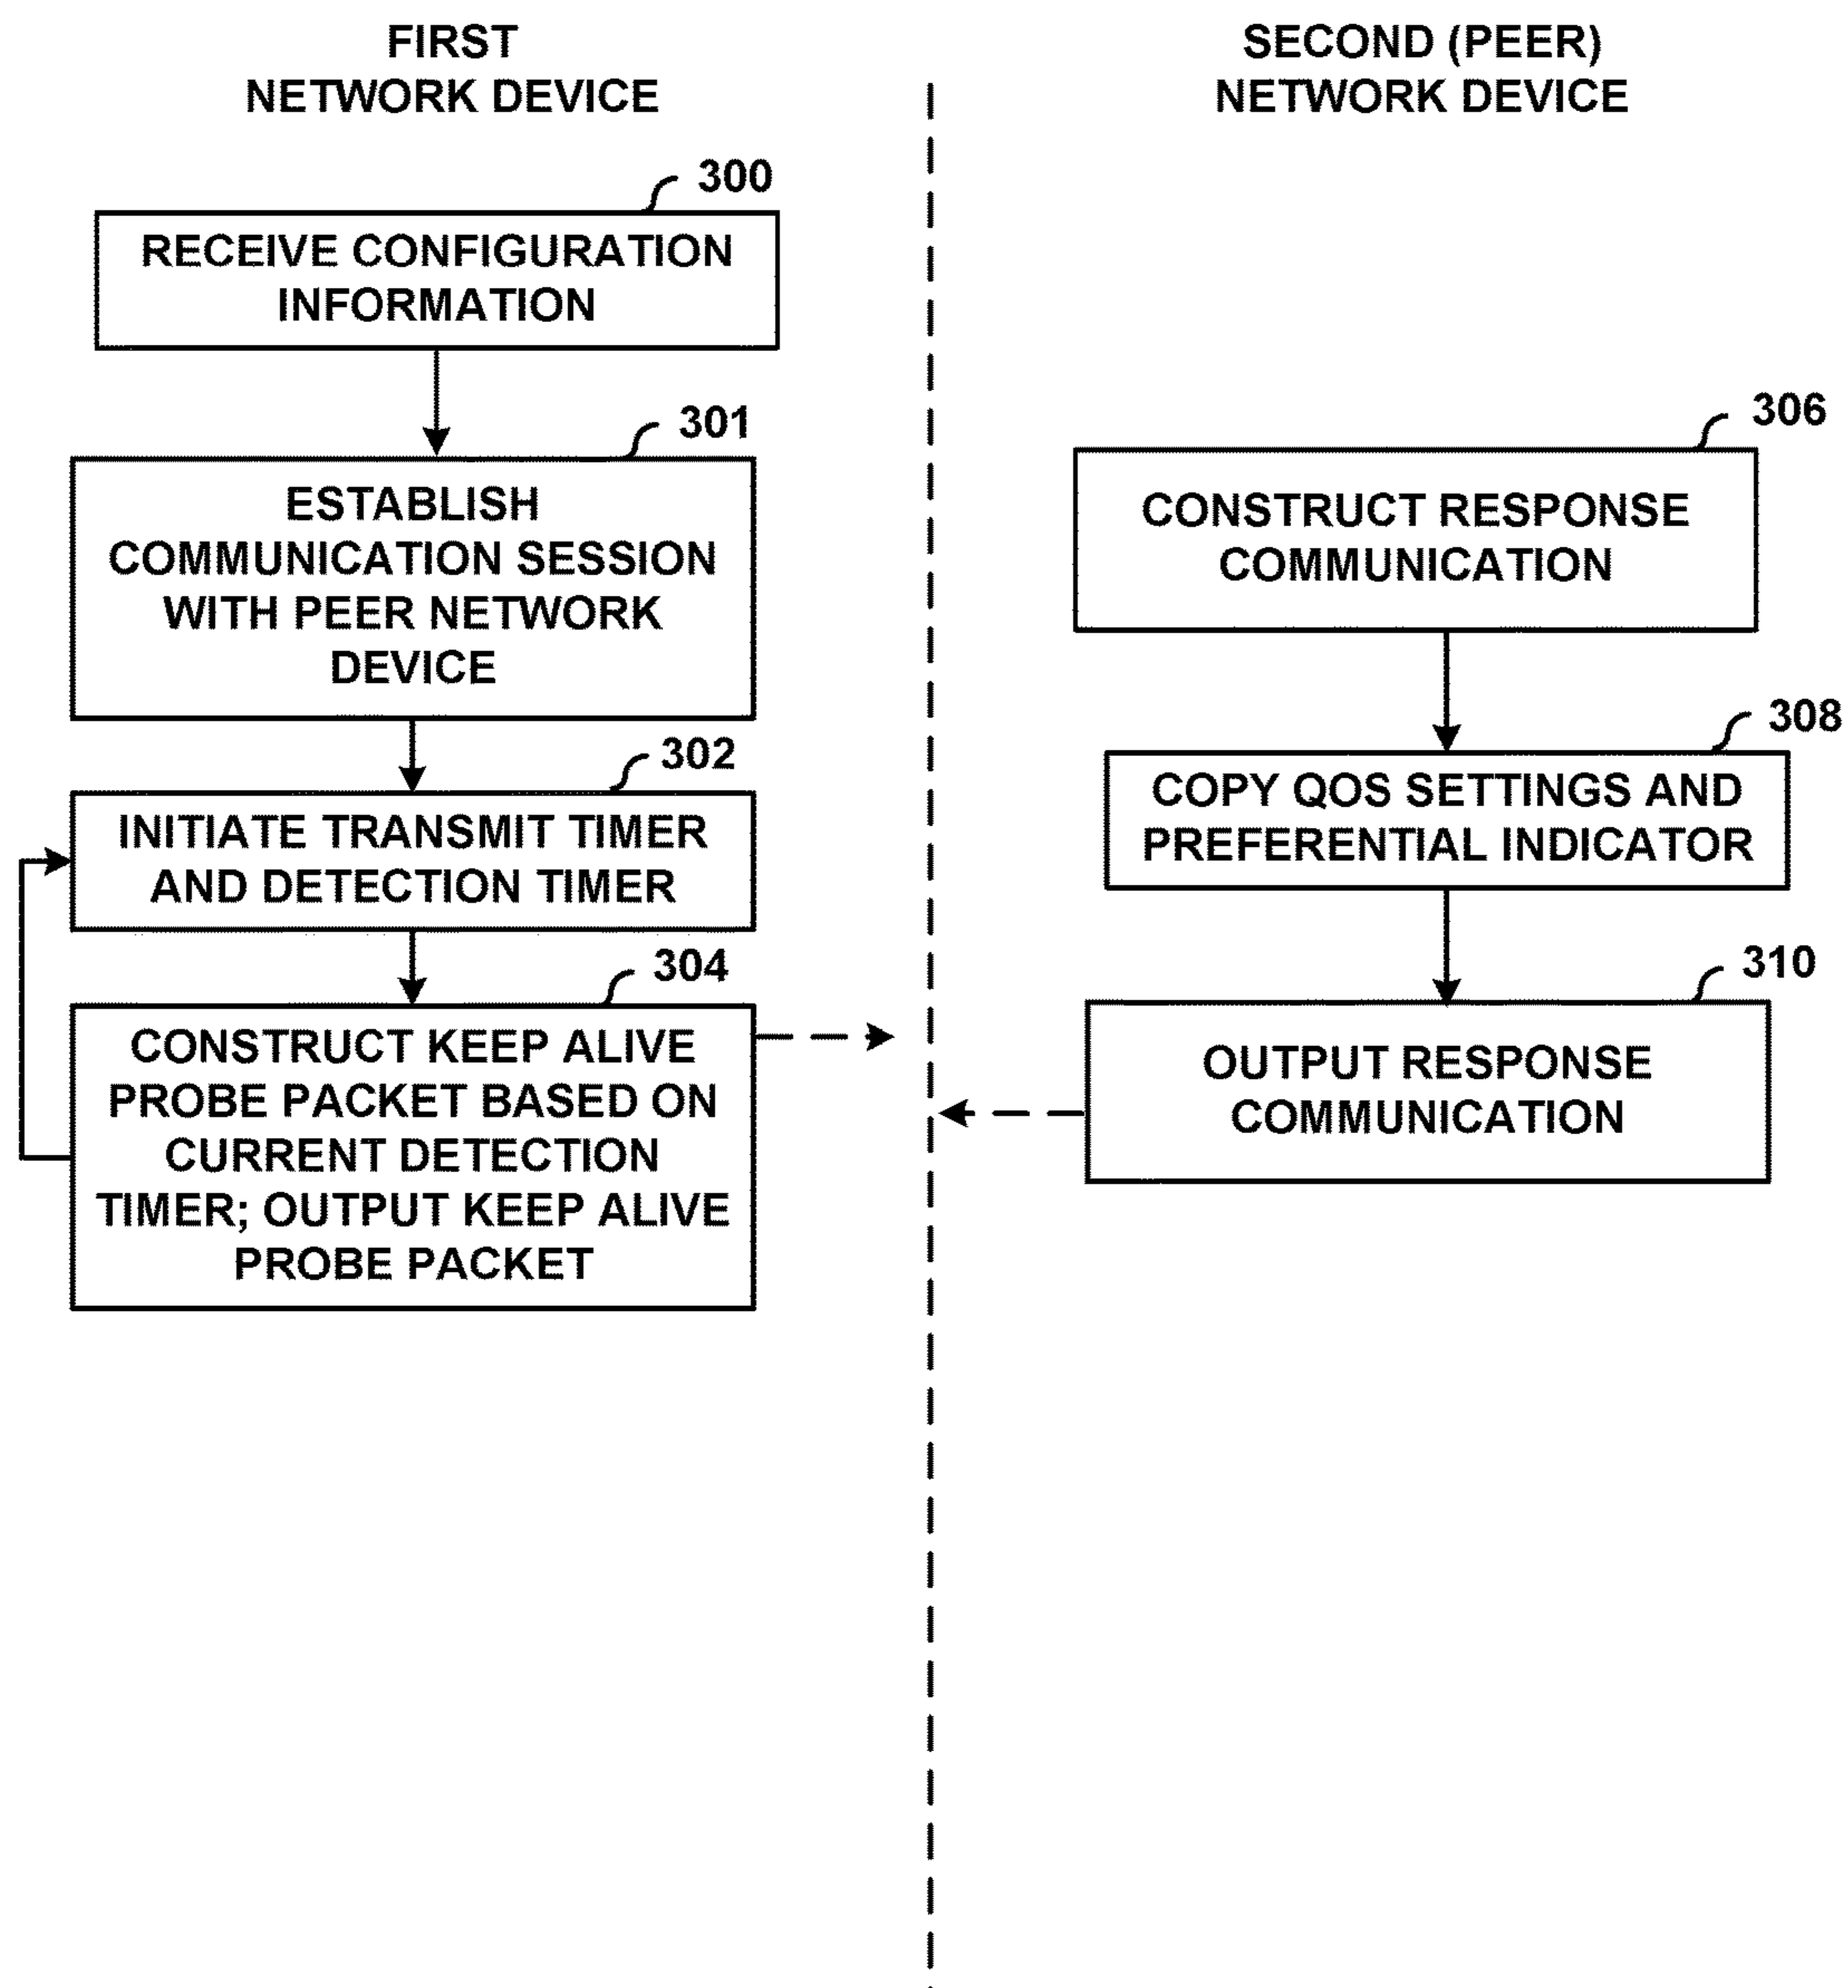 FIRST
NETWORK DEVICE
300
RECEIVE CONFIGURATION
INFORMATION
301
ESTABLISH
COMMUNICATION SESSION
WITH PEER NETWORK
DEVICE
302
INITIATE TRANSMIT TIMER
AND DETECTION TIMER
304
CONSTRUCT KEEP ALIVE
PROBE PACKET BASED ON
CURRENT DETECTION
TIMER; OUTPUT KEEP ALIVE
PROBE PACKET
SECOND (PEER)
NETWORK DEVICE
306
CONSTRUCT RESPONSE
COMMUNICATION
308
COPY QOS SETTINGS AND
PREFERENTIAL INDICATOR
310
OUTPUT RESPONSE
COMMUNICATION